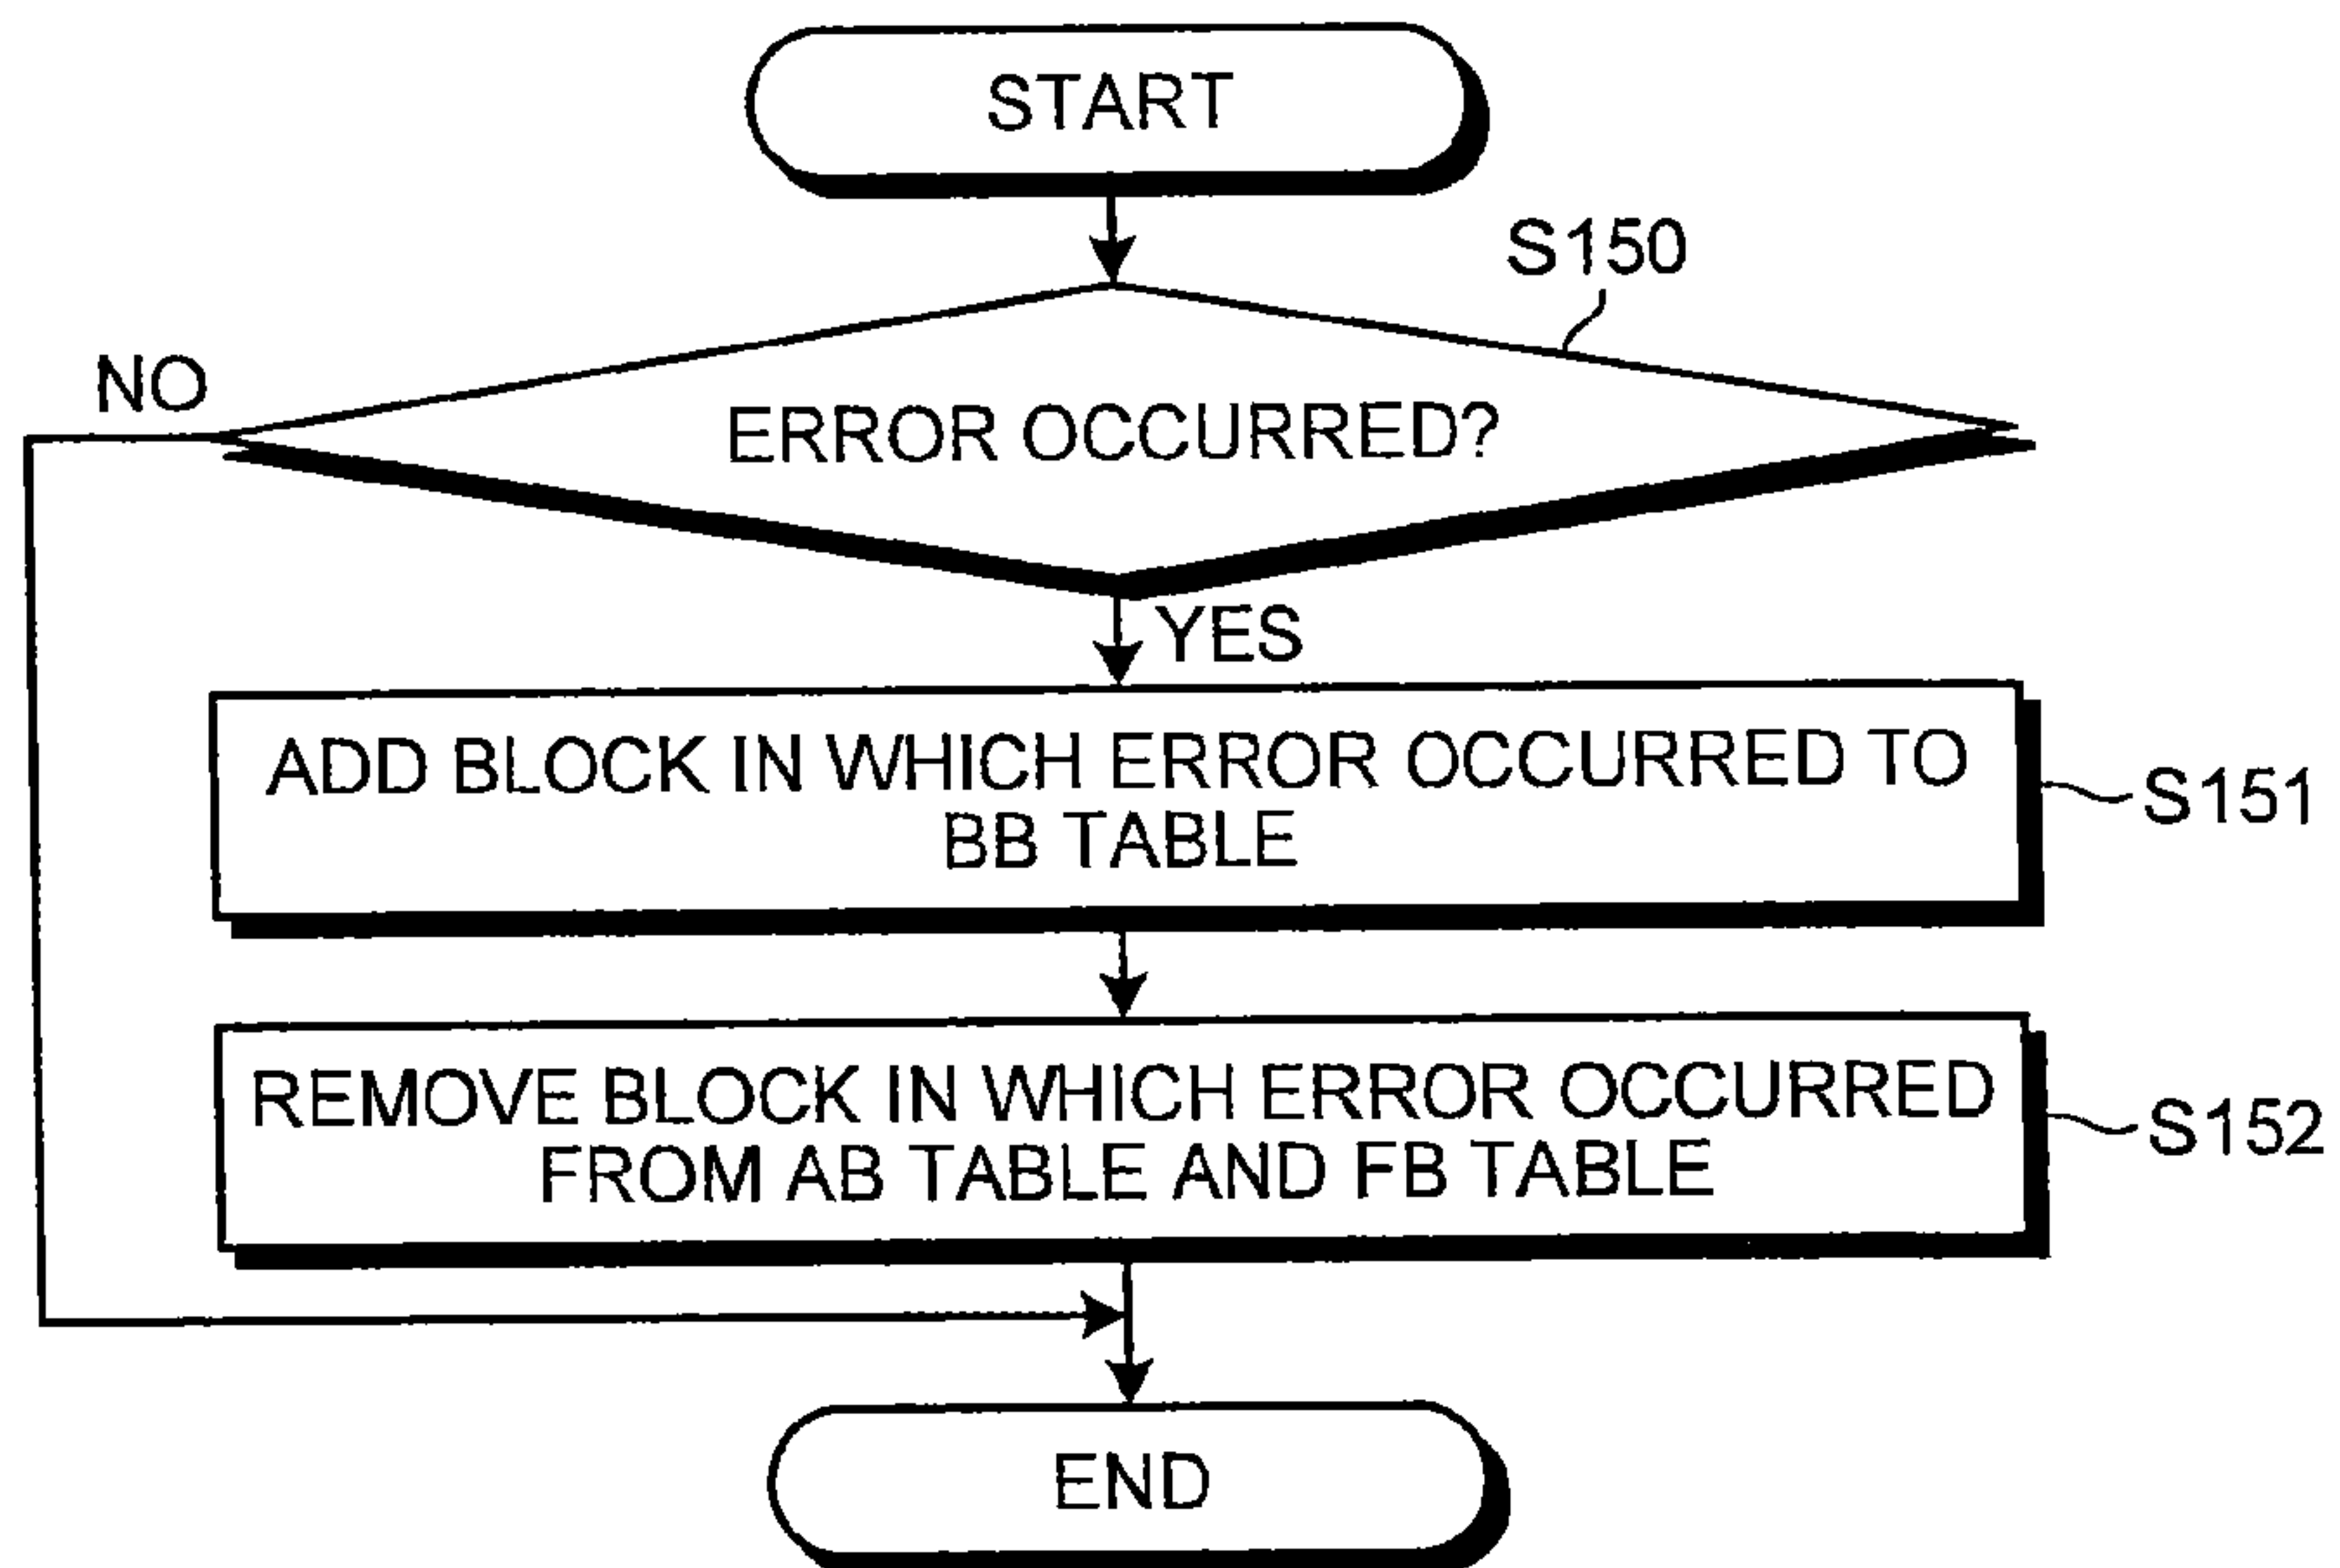 START
S150
NO
ERROR OCCURRED?
YES
ADD BLOCK IN WHICH ERROR OCCURRED TO
BB TABLE
S151
REMOVE BLOCK IN WHICH ERROR OCCURRED
FROM AB TABLE AND FB TABLE
S152
END